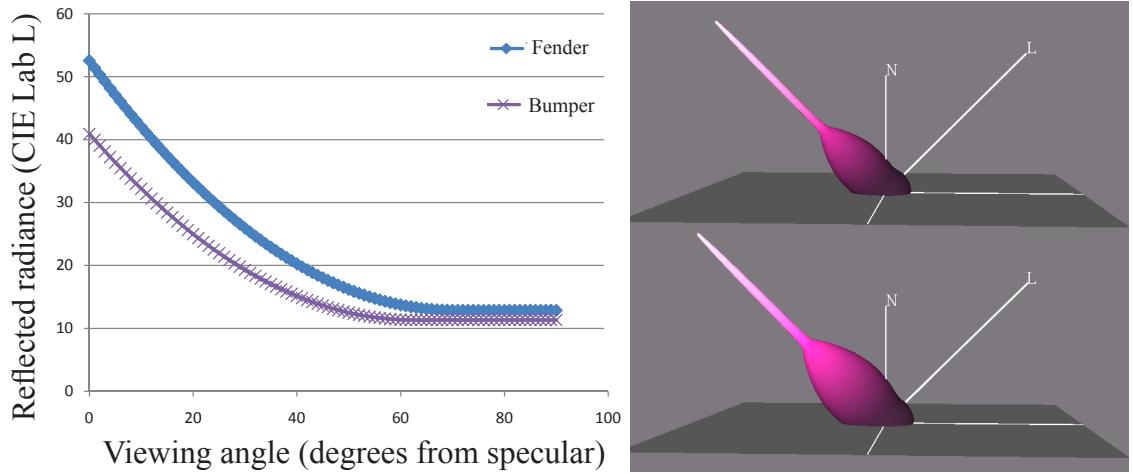 Reflected radiance (CIE Lab L)
60
50
40
30
20
10
0
0 20 40 60 80 100
Viewing angle (degrees from specular)
Fender
Bumper
N
L
N
L